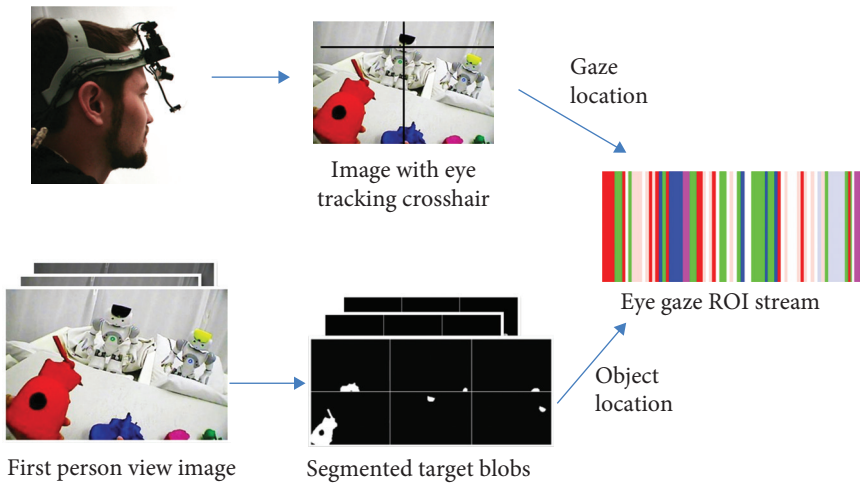 Image with eye
tracking crosshair
Gaze
location
Eye gaze ROI stream
Object
location
First person view image
Segmented target blobs